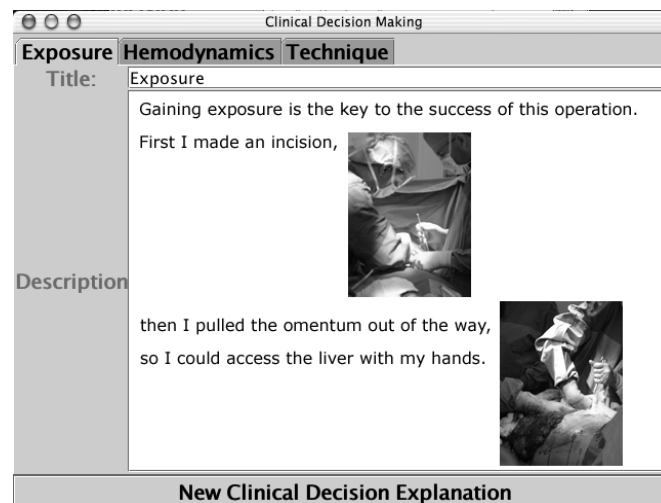 Clinical Decision Making
Exposure Hemodynamics Technique
Title: Exposure
Gaining exposure is the key to the success of this operation.
First I made an incision,
Description
then I pulled the omentum out of the way,
so I could access the liver with my hands.
New Clinical Decision Explanation